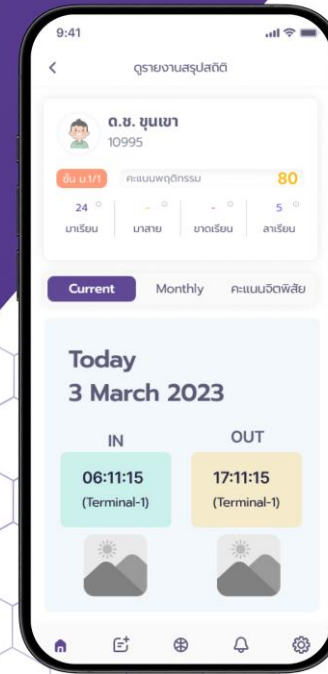 9:41
ดูรายงานสรุปสถิติ
ด.ช. ขุนเขา
10995
ชั้น ม.1/1 คะแนนพฤติกรรม 80
24 - - 5
มาเรียน มาสาย ขาดเรียน ลาเรียน
Current Monthly คะแนนจิตพิสัย
Today
3 March 2023
IN OUT
06:11:15 17:11:15
(Terminal-1) (Terminal-1)